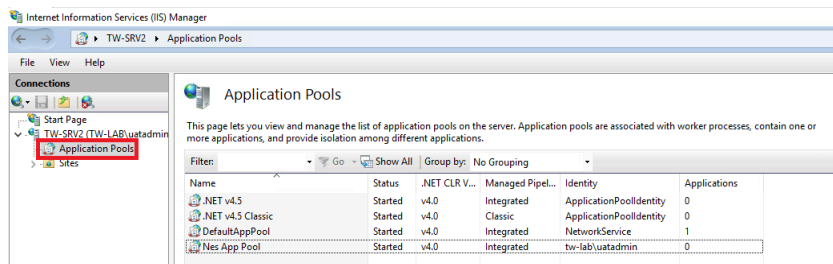 Internet Information Services (IIS) Manager
TW-SRV2 Application Pools
File View Help
Connections
Start Page
TW-SRV2 (TW-LAB\uatadmin
Application Pools
Sites
Application Pools
This page lets you view and manage the list of application pools on the server. Application pools are associated with worker processes, contain one or
more applications, and provide isolation among different applications.
Filter: Go Show All Group by: No Grouping
Name Status .NET CLR V... Managed Pipel... Identity Applications
.NET v4.5 Started v4.0 Integrated ApplicationPoolIdentity 0
.NET v4.5 Classic Started v4.0 Classic ApplicationPoolIdentity 0
DefaultAppPool Started v4.0 Integrated NetworkService 1
Nes App Pool Started v4.0 Integrated tw-lab\uatadmin 0